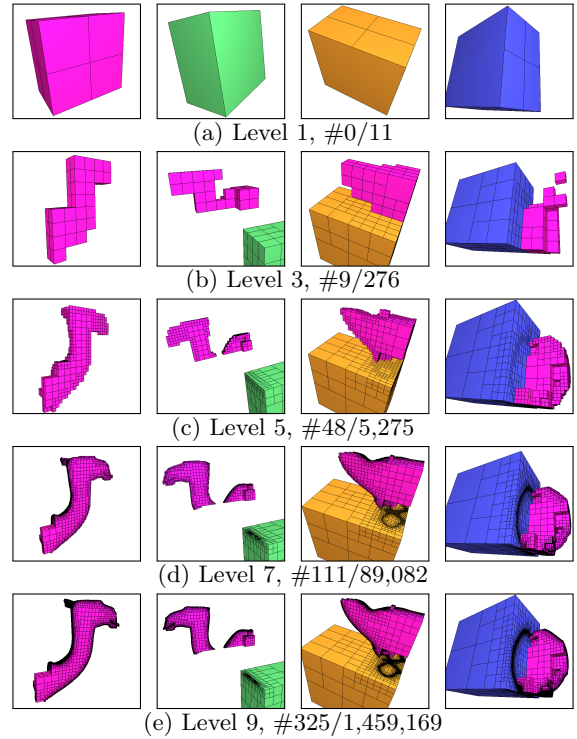 (a) Level 1, #0/11
(b) Level 3, #9/276
(c) Level 5, #48/5,275
(d) Level 7, #111/89,082
(e) Level 9, #325/1,459,169